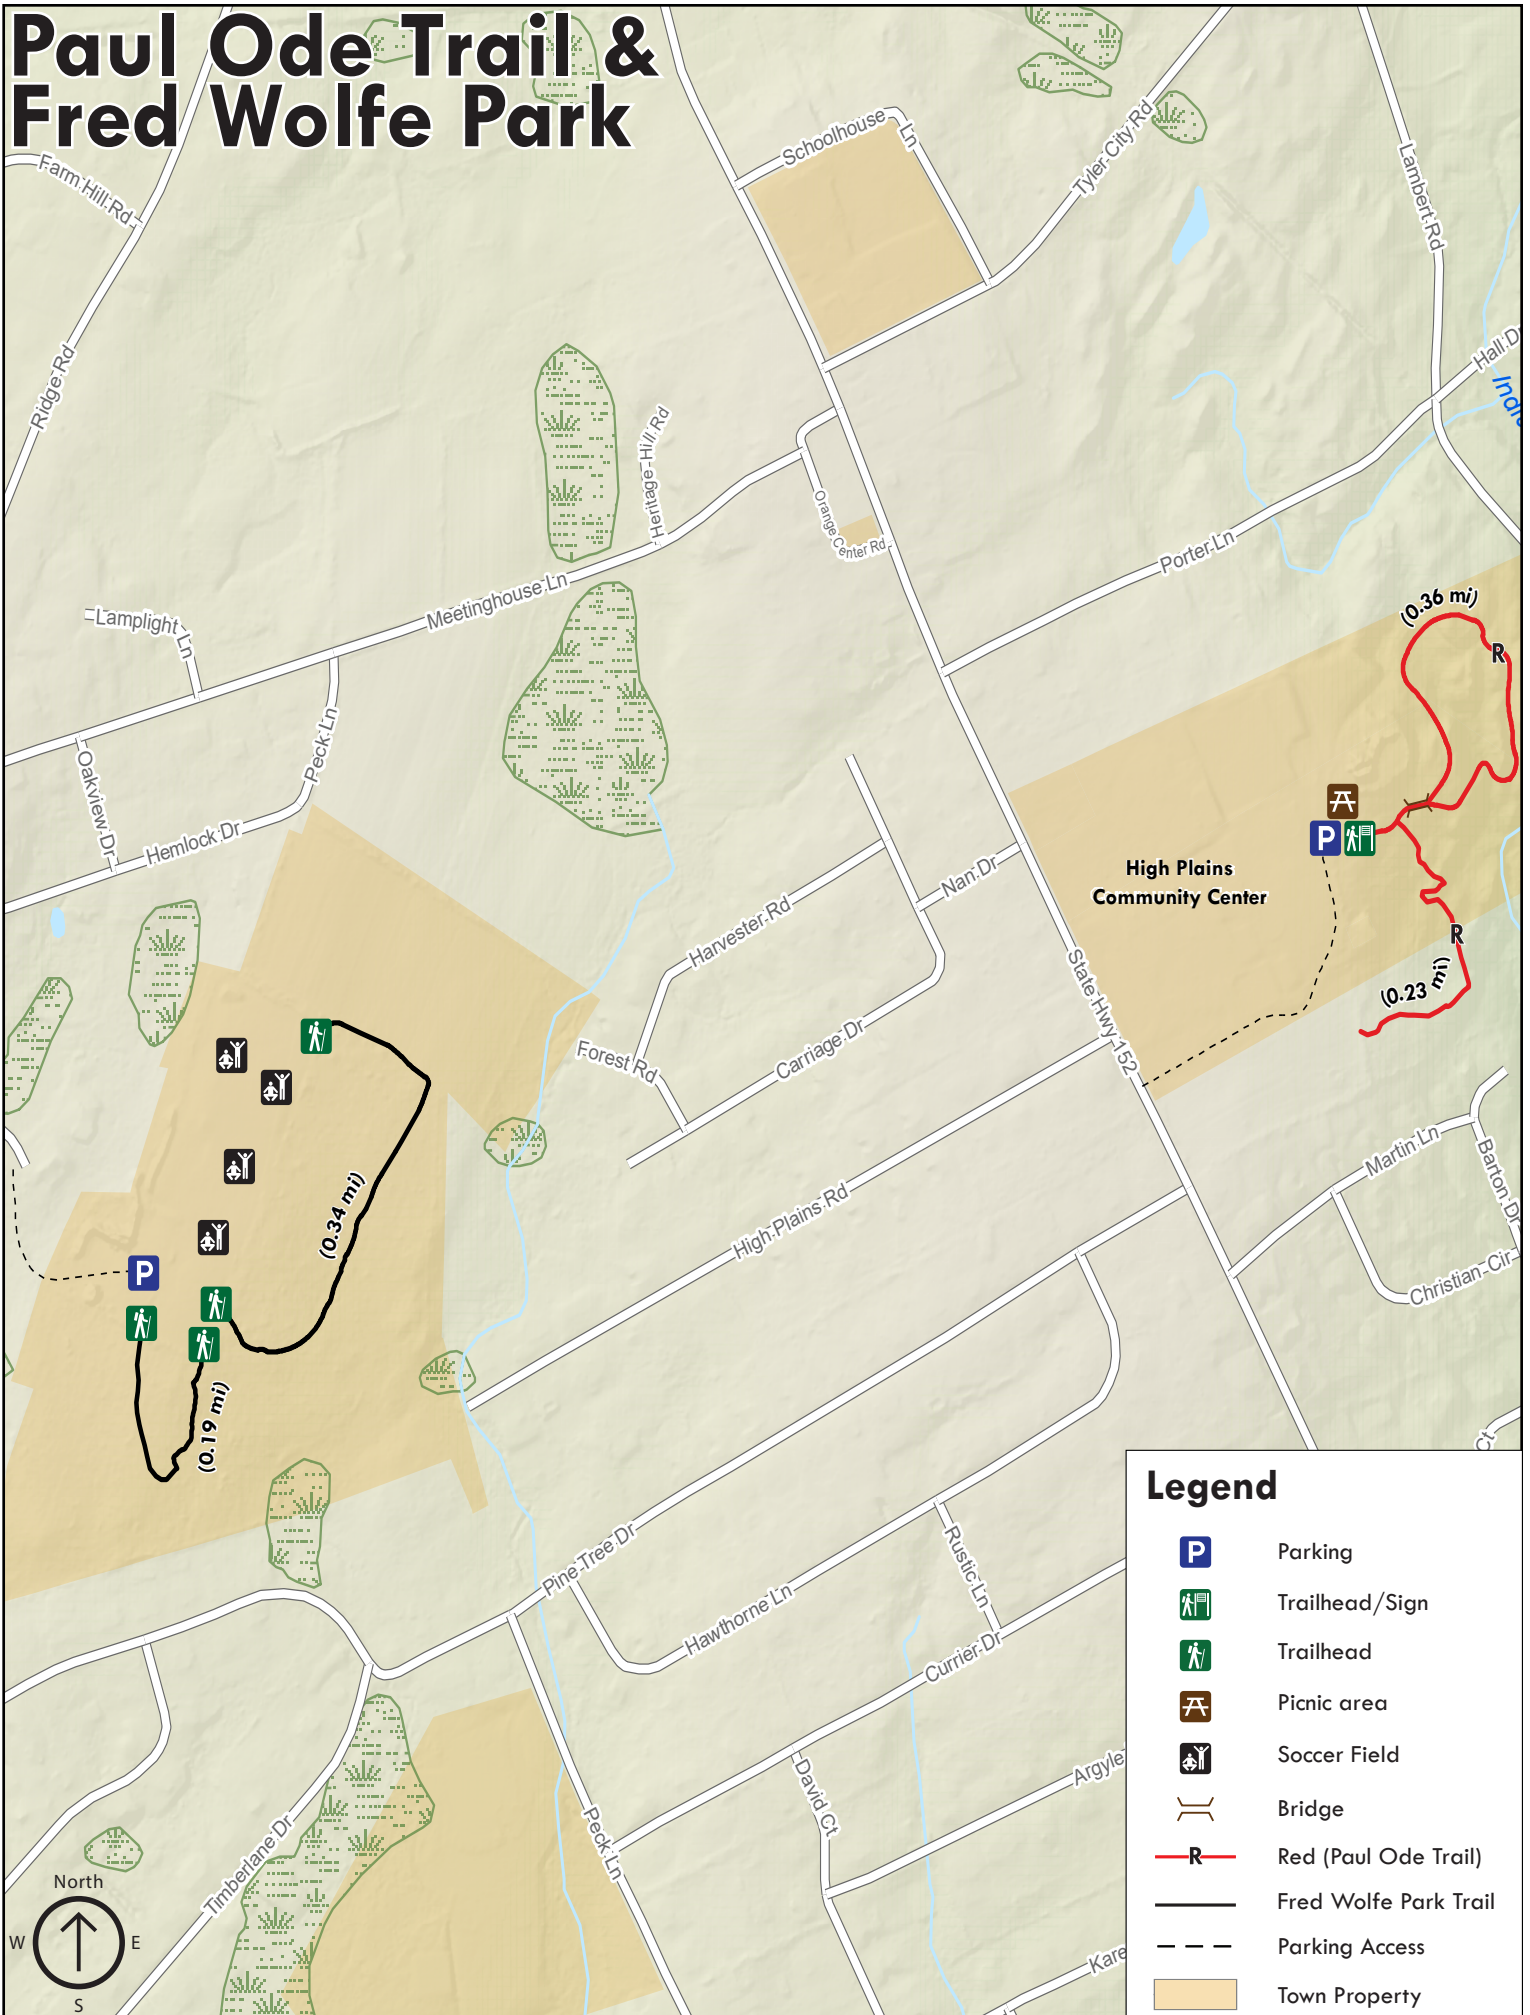 Paul Ode Trail &
Fred Wolfe Park
Farm Hill Rd
Ridge Rd
Schoolhouse Ln
Tyler City Rd
Lambert Rd
Hall D
Heritage Hill Rd
Orange Center Rd
Meetinghouse Ln
Porter Ln
Lamplight Ln
(0.36 mi)
R
Peck Ln
Oakview Dr
Hemlock Dr
P
High Plains
Community Center
Nan Dr
Harvester Rd
R
(0.23 mi)
State Hwy 152
Forest Rd
Carriage Dr
Martin Ln
Barton Dr
High Plains Rd
(0.34 mi)
Christian Cir
P
(0.19 mi)
Ct
Pine Tree Dr
Rustic Ln
Hawthorne Ln
Currier Dr
Argyle
David Ct
Peck Ln
Timberlane Dr
Kare
North
W
E
S
Legend
P Parking
Trailhead/Sign
Trailhead
Picnic area
Soccer Field
Bridge
R Red (Paul Ode Trail)
Fred Wolfe Park Trail
Parking Access
Town Property